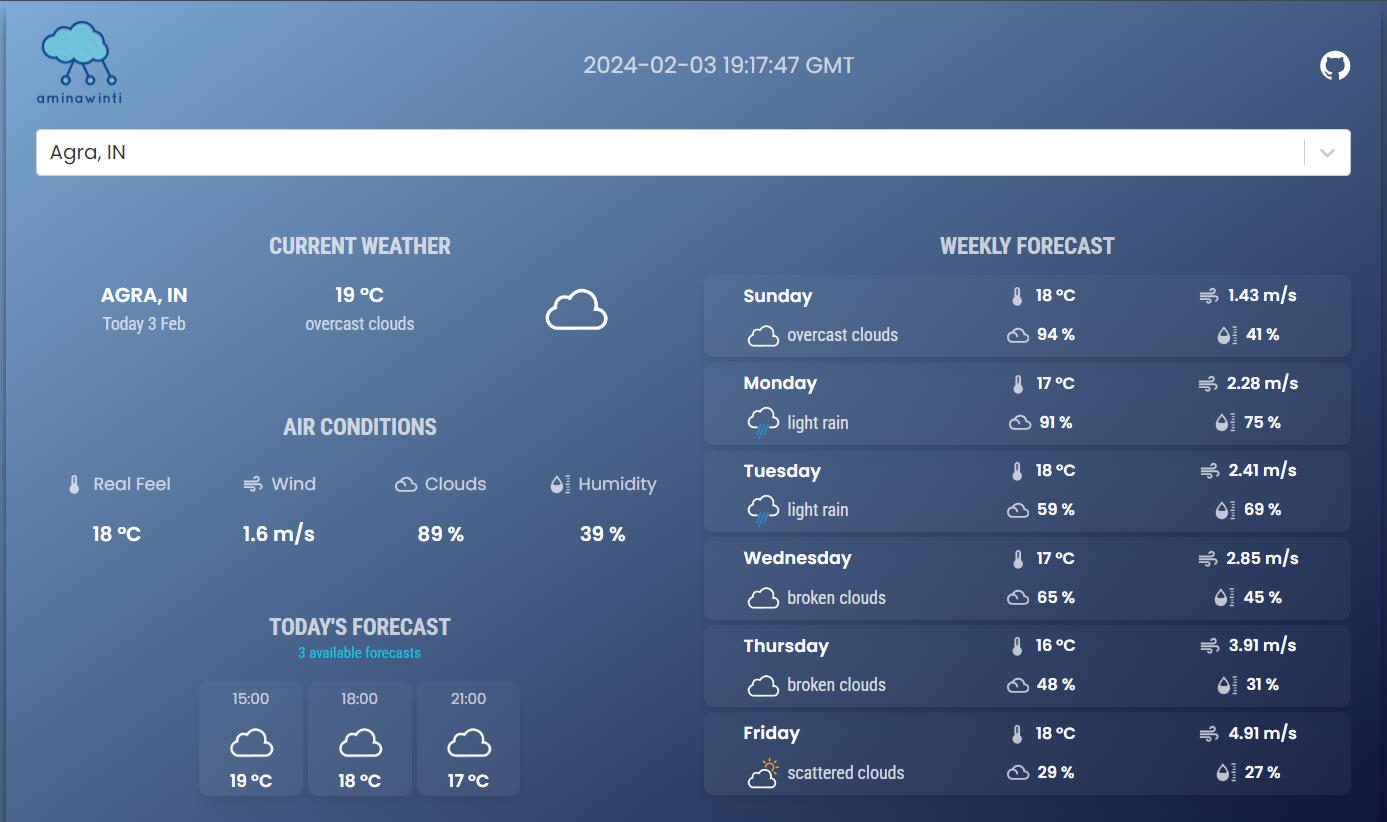 aminawinti
2024-02-03 19:17:47 GMT
Agra, IN
CURRENT WEATHER
AGRA, IN
19 °C
Today 3 Feb
overcast clouds
AIR CONDITIONS
Real Feel
Wind
Clouds
Humidity
18 °C
1.6 m/s
89 %
39 %
TODAY'S FORECAST
3 available forecasts
15:00
18:00
21:00
19 °C
18 °C
17 °C
WEEKLY FORECAST
Sunday
18 °C
1.43 m/s
overcast clouds
94 %
41 %
Monday
17 °C
2.28 m/s
light rain
91 %
75 %
Tuesday
18 °C
2.41 m/s
light rain
59 %
69 %
Wednesday
17 °C
2.85 m/s
broken clouds
65 %
45 %
Thursday
16 °C
3.91 m/s
broken clouds
48 %
31 %
Friday
18 °C
4.91 m/s
scattered clouds
29 %
27 %